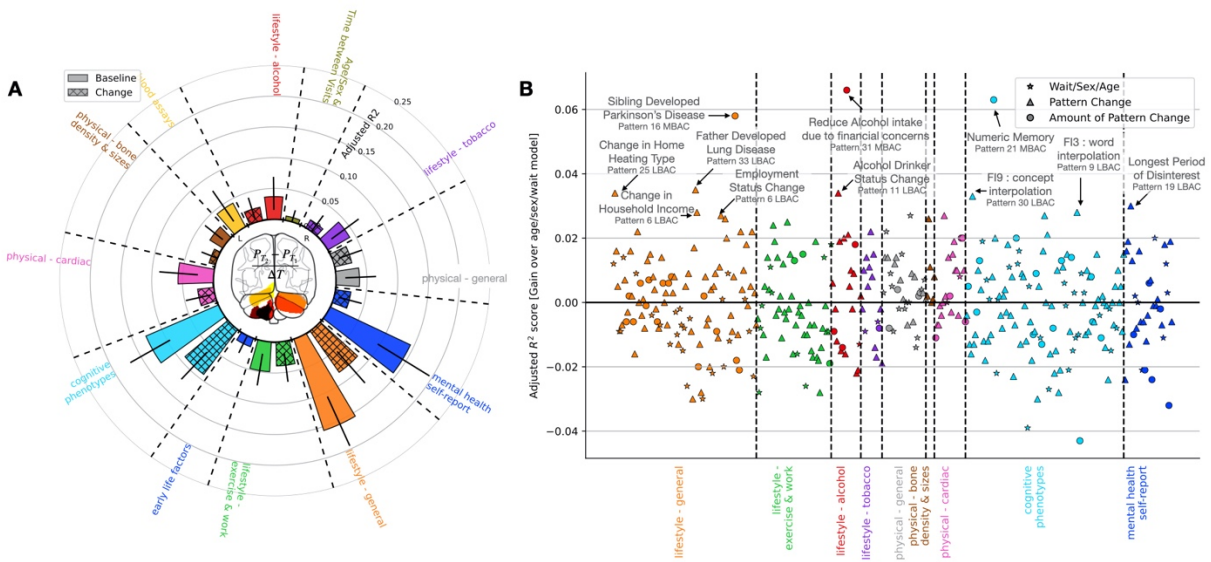 A
Baseline
Change
lifestyle - alcohol
Time between
Visits
Age/Sex &
Adjusted R2
0.25
0.20
0.15
0.10
0.05
lifestyle - tobacco
physical - general
mental health
self-report
lifestyle - general
lifestyle -
exercise & work
early life factors
cognitive
phenotypes
physical - cardiac
physical - bone
density & sizes
blood assays
L
R
P_{T_2} − P_{T_1}
ΔT
B
Wait/Sex/Age
Pattern Change
Amount of Pattern Change
Adjusted R² score [Gain over age/sex/wait model]
0.06
0.04
0.02
0.00
−0.02
−0.04
Sibling Developed
Parkinson's Disease
Pattern 16 MBAC
Change in Home
Heating Type
Pattern 25 LBAC
Father Developed
Lung Disease
Pattern 33 LBAC
Change in
Household Income
Pattern 6 LBAC
Employment
Status Change
Pattern 6 LBAC
Reduce Alcohol intake
due to financial concerns
Pattern 31 MBAC
Alcohol Drinker
Status Change
Pattern 11 LBAC
Numeric Memory
Pattern 21 MBAC
FI9 : concept
interpolation
Pattern 30 LBAC
FI3 : word
interpolation
Pattern 9 LBAC
Longest Period
of Disinterest
Pattern 19 LBAC
lifestyle - general
lifestyle -
exercise & work
lifestyle - alcohol
lifestyle - tobacco
physical - general
physical - bone
density & sizes
physical - cardiac
cognitive
phenotypes
mental health
self-report